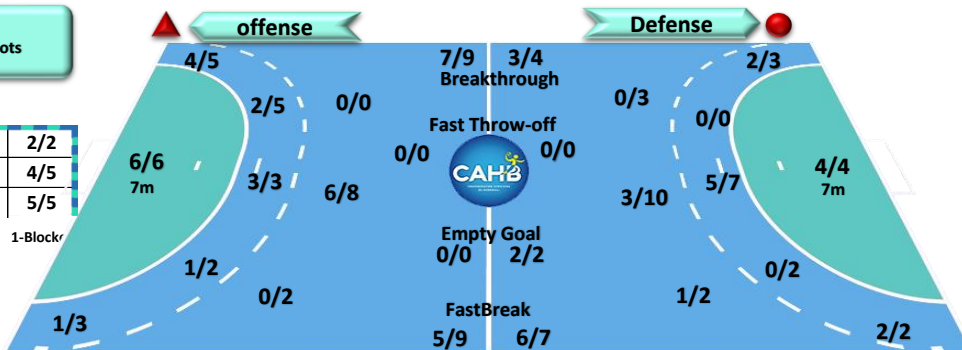 ots
offense
Defense
4/5
7/9 3/4
2/3
Breakthrough
2/5
0/0
0/3
0/0
Fast Throw-off
0/0
0/0
2/2
4/5
5/5
6/6
7m
3/3
6/8
CAHB
3/10
5/7
4/4
7m
1-Block
Empty Goal
0/0 2/2
1/2
0/2
0/2
1/2
FastBreak
1/3
5/9 6/7
2/2